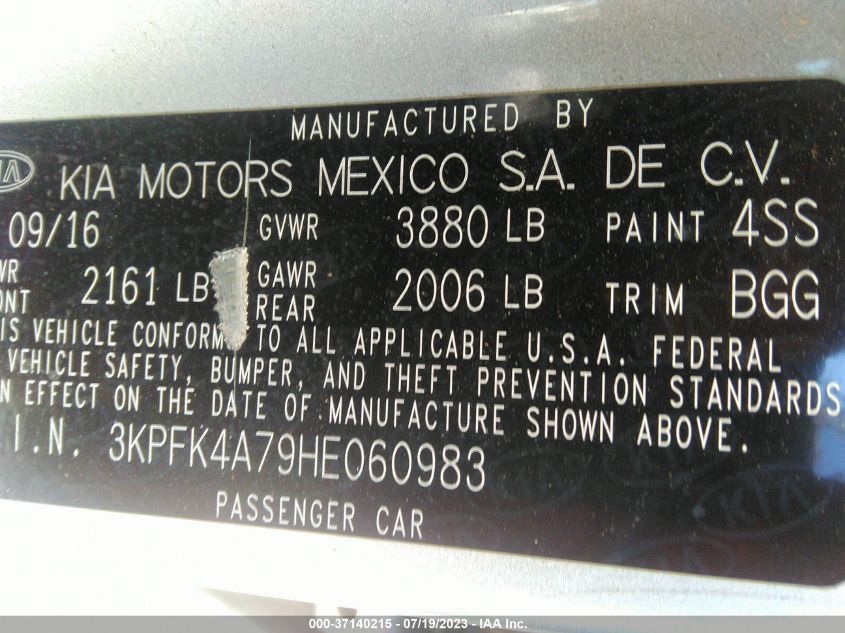 MANUFACTURED BY
KIA MOTORS MEXICO S.A. DE C.V.
09/16 GVWR 3880 LB PAINT 4SS
WR GAWR
ONT 2161 LB REAR 2006 LB TRIM BGG
IS VEHICLE CONFORM TO ALL APPLICABLE U.S.A. FEDERAL
VEHICLE SAFETY, BUMPER, AND THEFT PREVENTION STANDARDS
N EFFECT ON THE DATE OF MANUFACTURE SHOWN ABOVE.
.I.N. 3KPFK4A79HE060983
PASSENGER CAR
000-37140215 - 07/19/2023 - IAA Inc.